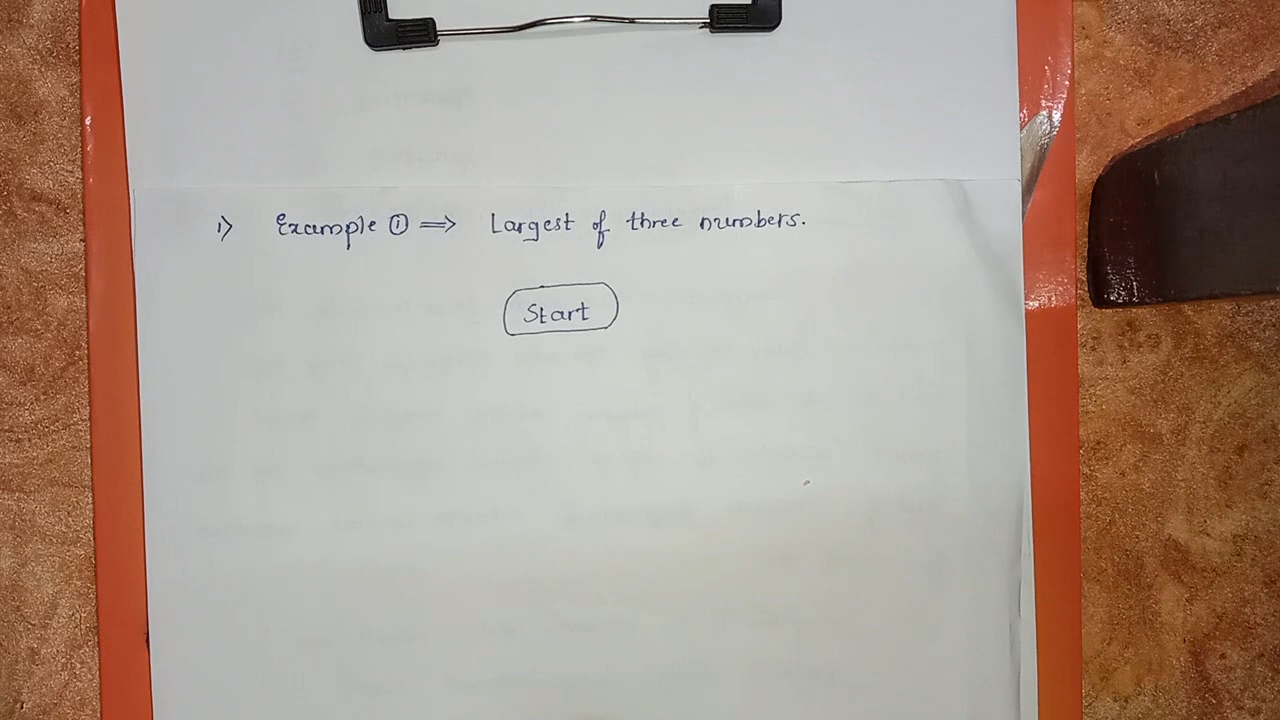 1) Example ① ⟹ Largest of three numbers.
Start